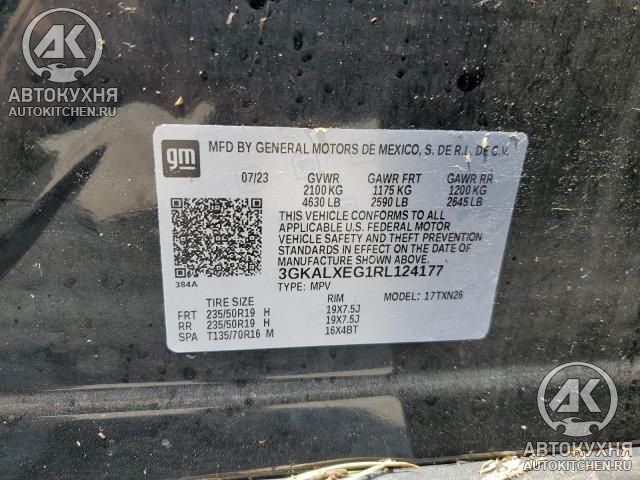 AK
АВТОКУХНЯ
AUTOKITCHEN.RU
gm
MFD BY GENERAL MOTORS DE MEXICO, S. DE R.L. DE C.V.
07/23 GVWR GAWR FRT GAWR RR
2100 KG 1175 KG 1200 KG
4630 LB 2590 LB 2645 LB
THIS VEHICLE CONFORMS TO ALL
APPLICABLE U.S. FEDERAL MOTOR
VEHICLE SAFETY AND THEFT PREVENTION
STANDARDS IN EFFECT ON THE DATE OF
MANUFACTURE SHOWN ABOVE.
384A
3GKALXEG1RL124177
TYPE: MPV MODEL: 17TXN26
TIRE SIZE RIM
FRT 235/50R19 H 19X7.5J
RR 235/50R19 H 19X7.5J
SPA T135/70R16 M 16X4BT
AK
АВТОКУХНЯ
AUTOKITCHEN.RU